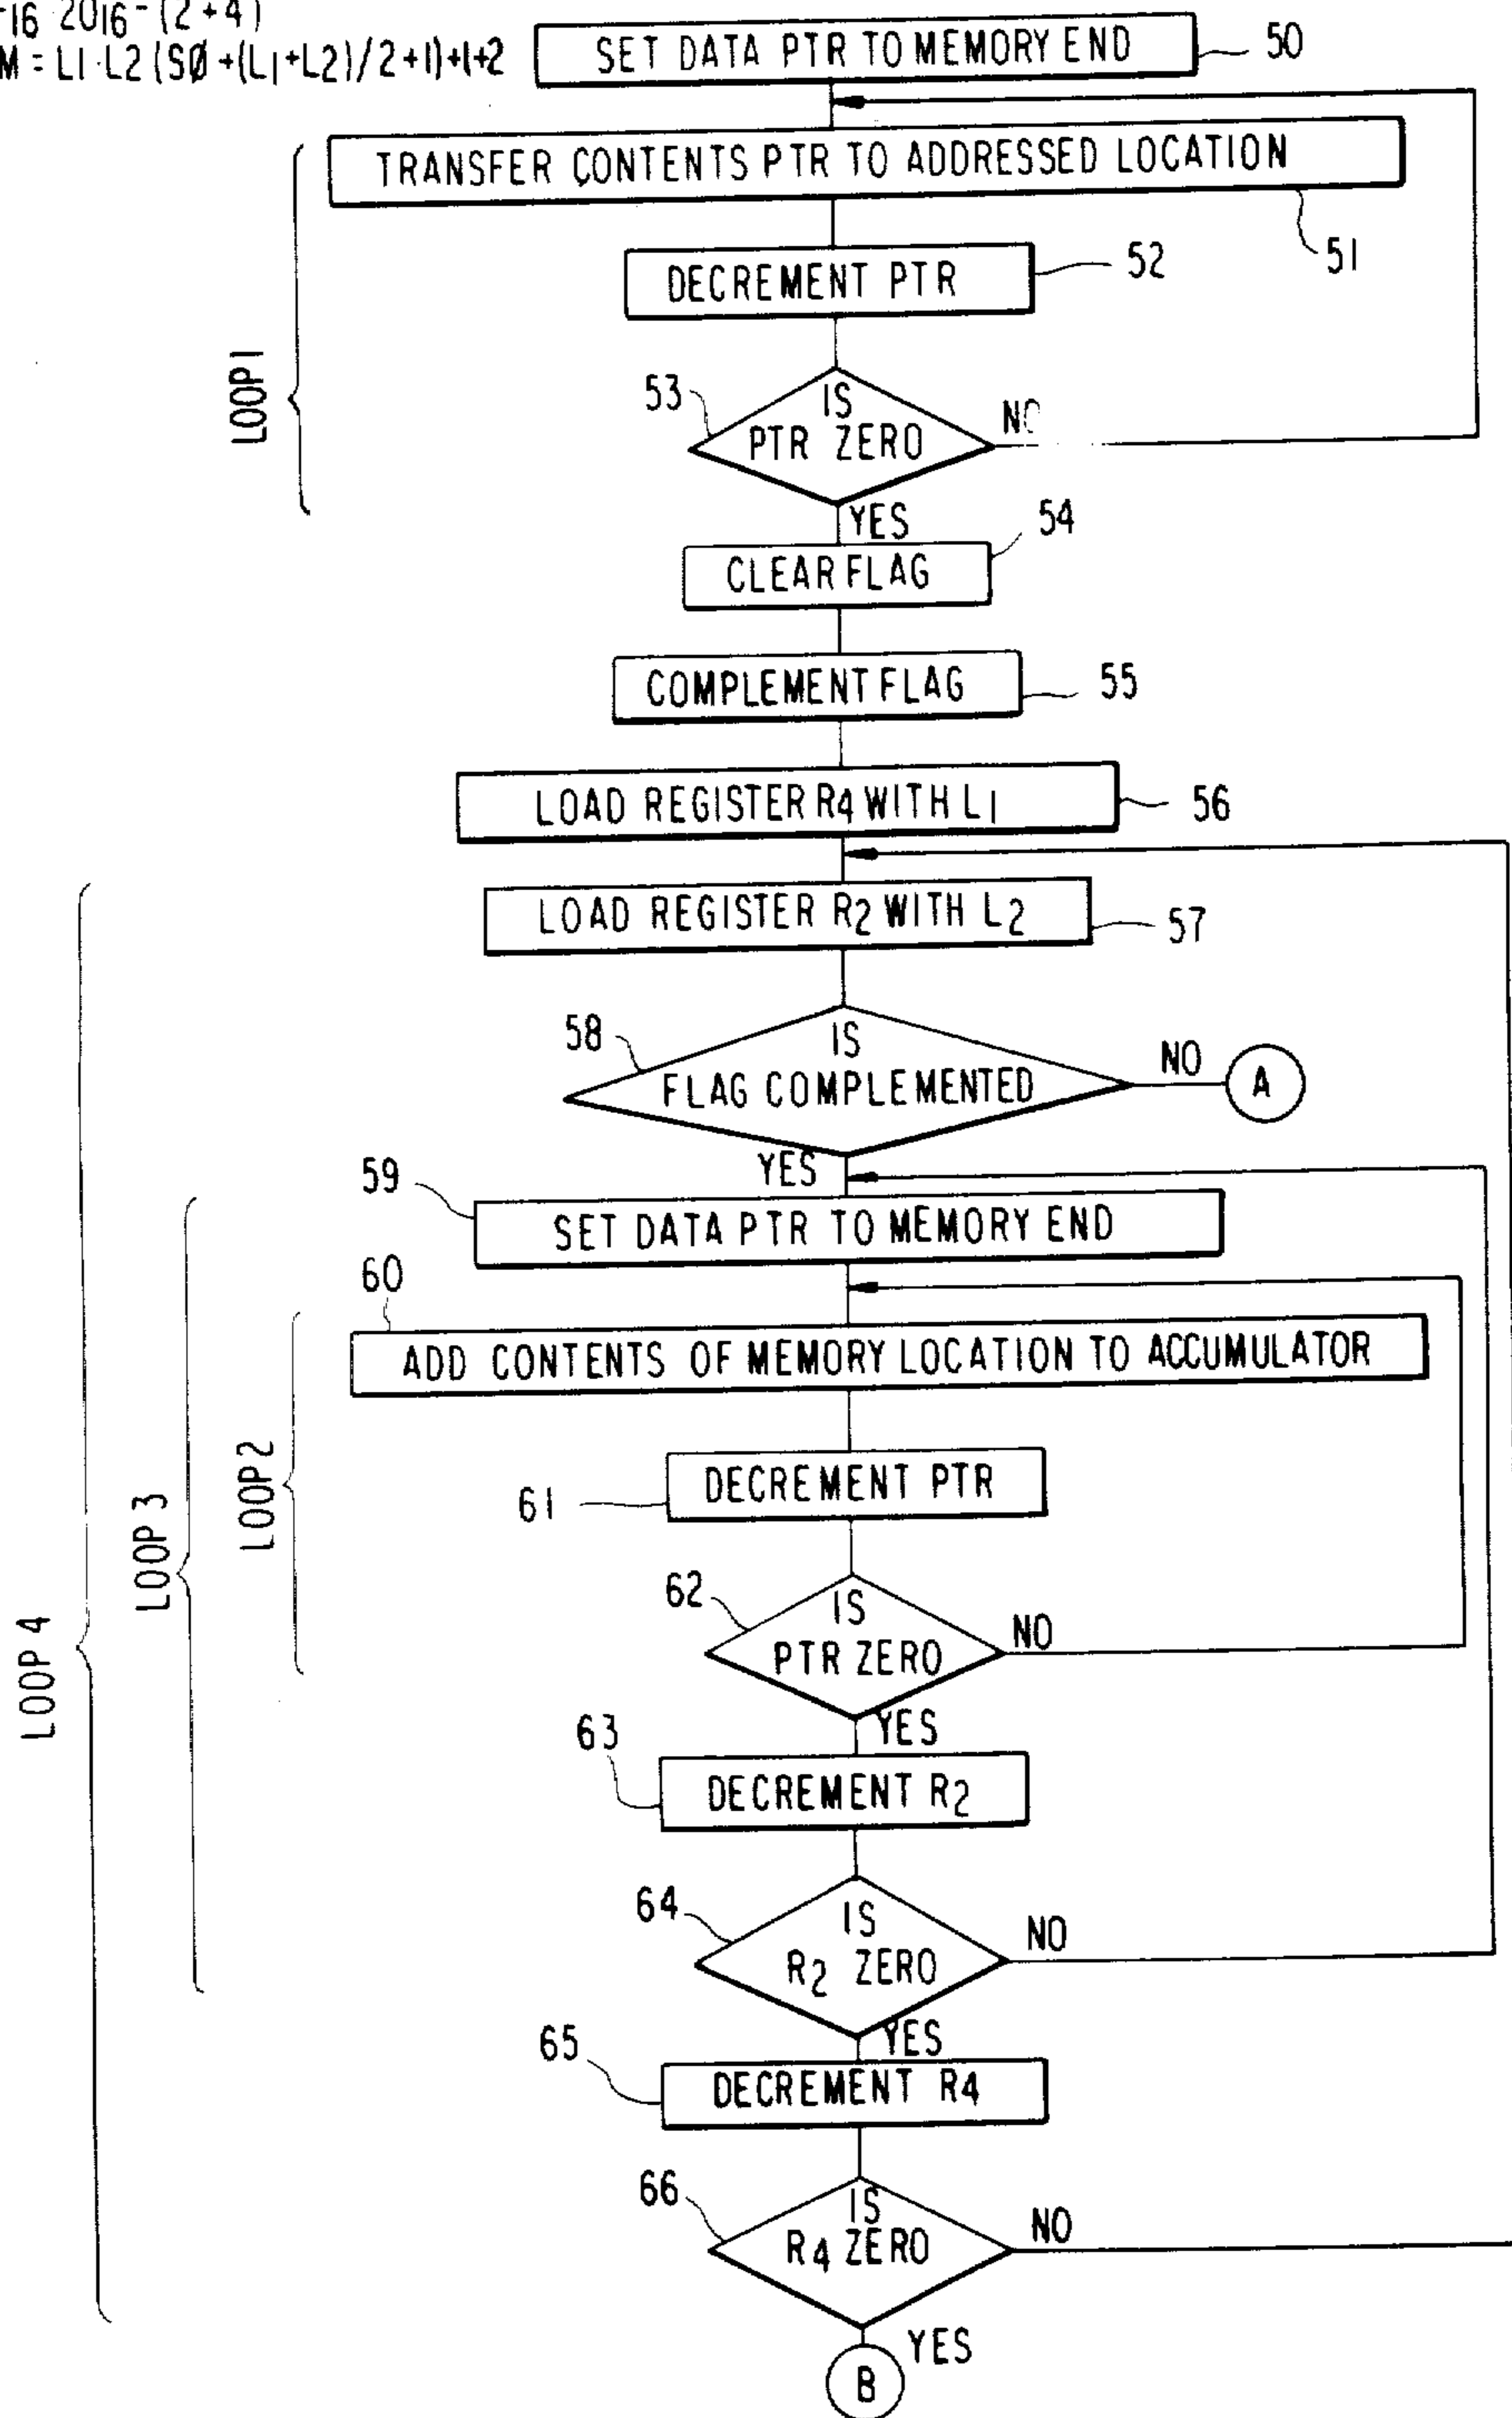 16 2016-(2+4)
M = L1·L2 (SØ+(L1+L2)/2+1)+1+2
SET DATA PTR TO MEMORY END 50
TRANSFER CONTENTS PTR TO ADDRESSED LOCATION
51
DECREMENT PTR 52
LOOP 1
53 IS
PTR ZERO
YES
54
CLEAR FLAG
COMPLEMENT FLAG 55
LOAD REGISTER R4 WITH L1 56
LOAD REGISTER R2 WITH L2 57
58 IS
FLAG COMPLEMENTED
NO A
YES
59
SET DATA PTR TO MEMORY END
60
ADD CONTENTS OF MEMORY LOCATION TO ACCUMULATOR
DECREMENT PTR
61
LOOP 2
LOOP 3
LOOP 4
62 IS
PTR ZERO
NO
YES
63
DECREMENT R2
64 IS
R2 ZERO
NO
YES
65
DECREMENT R4
66 IS
R4 ZERO
NO
YES
B